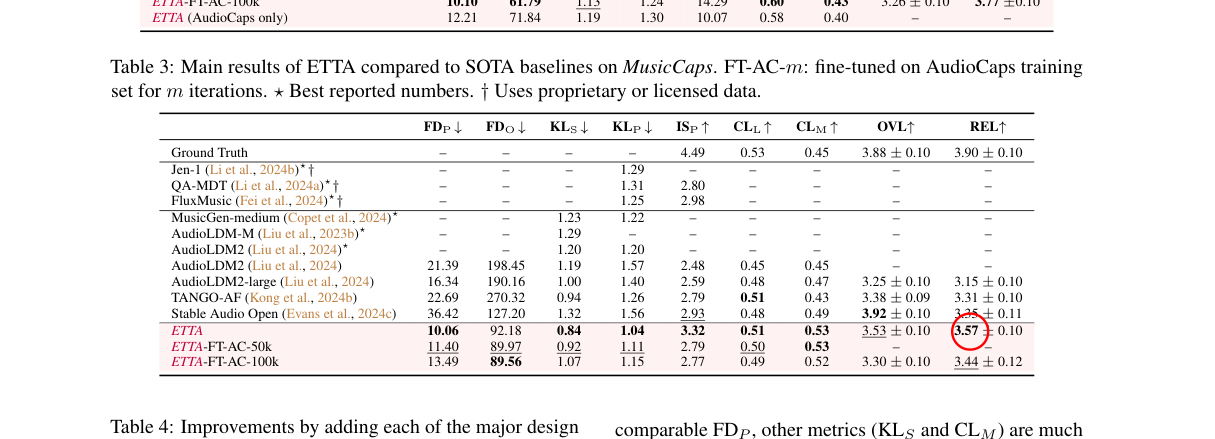 ETTA-FT-AC-100k 10.10 61.79 1.13 1.24 14.29 0.60 0.43 3.26 ± 0.10 3.77 ±0.10
ETTA (AudioCaps only) 12.21 71.84 1.19 1.30 10.07 0.58 0.40 – –
Table 3: Main results of ETTA compared to SOTA baselines on MusicCaps. FT-AC-m: fine-tuned on AudioCaps training
set for m iterations. ⋆ Best reported numbers. † Uses proprietary or licensed data.
FDP ↓ FDO ↓ KLS ↓ KLP ↓ ISP ↑ CLL ↑ CLM ↑ OVL↑ REL↑
Ground Truth – – – – 4.49 0.53 0.45 3.88 ± 0.10 3.90 ± 0.10
Jen-1 (Li et al., 2024b)⋆† – – – 1.29 – – – – –
QA-MDT (Li et al., 2024a)⋆† – – – 1.31 2.80 – – – –
FluxMusic (Fei et al., 2024)⋆† – – – 1.25 2.98 – – – –
MusicGen-medium (Copet et al., 2024)⋆ – – 1.23 1.22 – – – – –
AudioLDM-M (Liu et al., 2023b)⋆ – – 1.29 – – – – – –
AudioLDM2 (Liu et al., 2024)⋆ – – 1.20 1.20 – – – – –
AudioLDM2 (Liu et al., 2024) 21.39 198.45 1.19 1.57 2.48 0.45 0.45 – –
AudioLDM2-large (Liu et al., 2024) 16.34 190.16 1.00 1.40 2.59 0.48 0.47 3.25 ± 0.10 3.15 ± 0.10
TANGO-AF (Kong et al., 2024b) 22.69 270.32 0.94 1.26 2.79 0.51 0.43 3.38 ± 0.09 3.31 ± 0.10
Stable Audio Open (Evans et al., 2024c) 36.42 127.20 1.32 1.56 2.93 0.48 0.49 3.92 ± 0.10 3.35 ± 0.11
ETTA 10.06 92.18 0.84 1.04 3.32 0.51 0.53 3.53 ± 0.10 3.57 ± 0.10
ETTA-FT-AC-50k 11.40 89.97 0.92 1.11 2.79 0.50 0.53 – –
ETTA-FT-AC-100k 13.49 89.56 1.07 1.15 2.77 0.49 0.52 3.30 ± 0.10 3.44 ± 0.12
Table 4: Improvements by adding each of the major design
comparable FDP, other metrics (KLS and CLM) are much